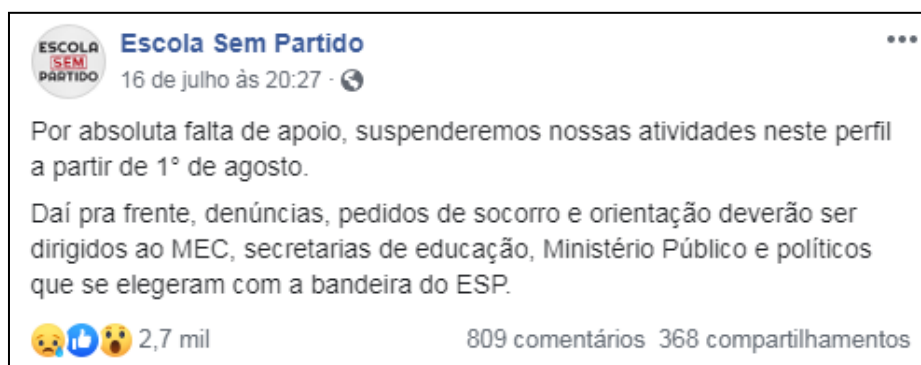 ESCOLA
SEM
PARTIDO
Escola Sem Partido
16 de julho às 20:27 ·
Por absoluta falta de apoio, suspenderemos nossas atividades neste perfil
a partir de 1° de agosto.
Daí pra frente, denúncias, pedidos de socorro e orientação deverão ser
dirigidos ao MEC, secretarias de educação, Ministério Público e políticos
que se elegeram com a bandeira do ESP.
2,7 mil 809 comentários 368 compartilhamentos